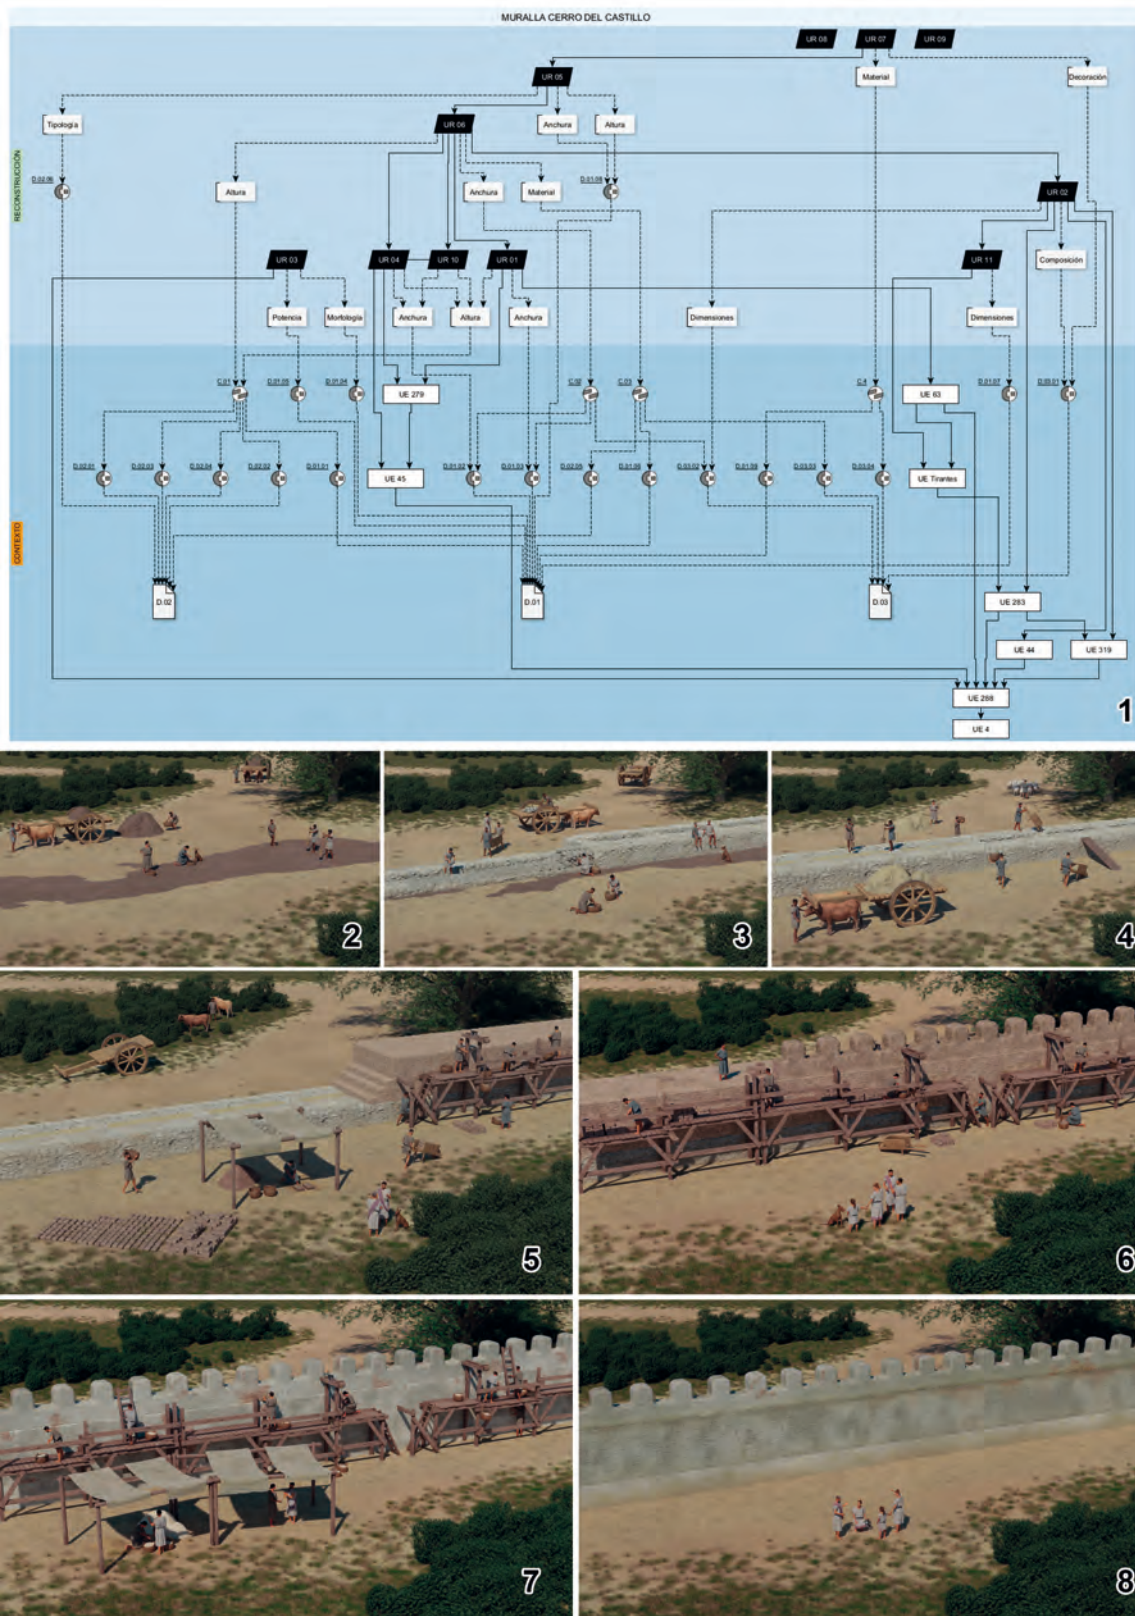 MURALLA CERRO DEL CASTILLO
UR 08
UR 07
UR 09
UR 05
Material
Decoración
Tipología
UR 06
Anchura
Altura
RECONSTRUCCIÓN
D.02.06
Altura
Anchura
Material
D.01.08
UR 02
UR 03
UR 04
UR 10
UR 01
UR 11
Composición
Potencia
Morfología
Anchura
Altura
Anchura
Dimensiones
Dimensiones
C.01
D.01.05
D.01.04
UE 279
C.02
C.03
C.4
UE 63
D.01.07
D.03.01
D.02.01
D.02.03
D.02.04
D.02.02
D.01.01
UE 45
D.01.02
D.01.03
D.02.05
D.01.06
D.03.02
D.03.03
D.03.04
UE Tirantes
CONTEXTO
D.02
D.01
D.03
UE 283
UE 44
UE 319
UE 4
1
2
3
4
5
6
7
8